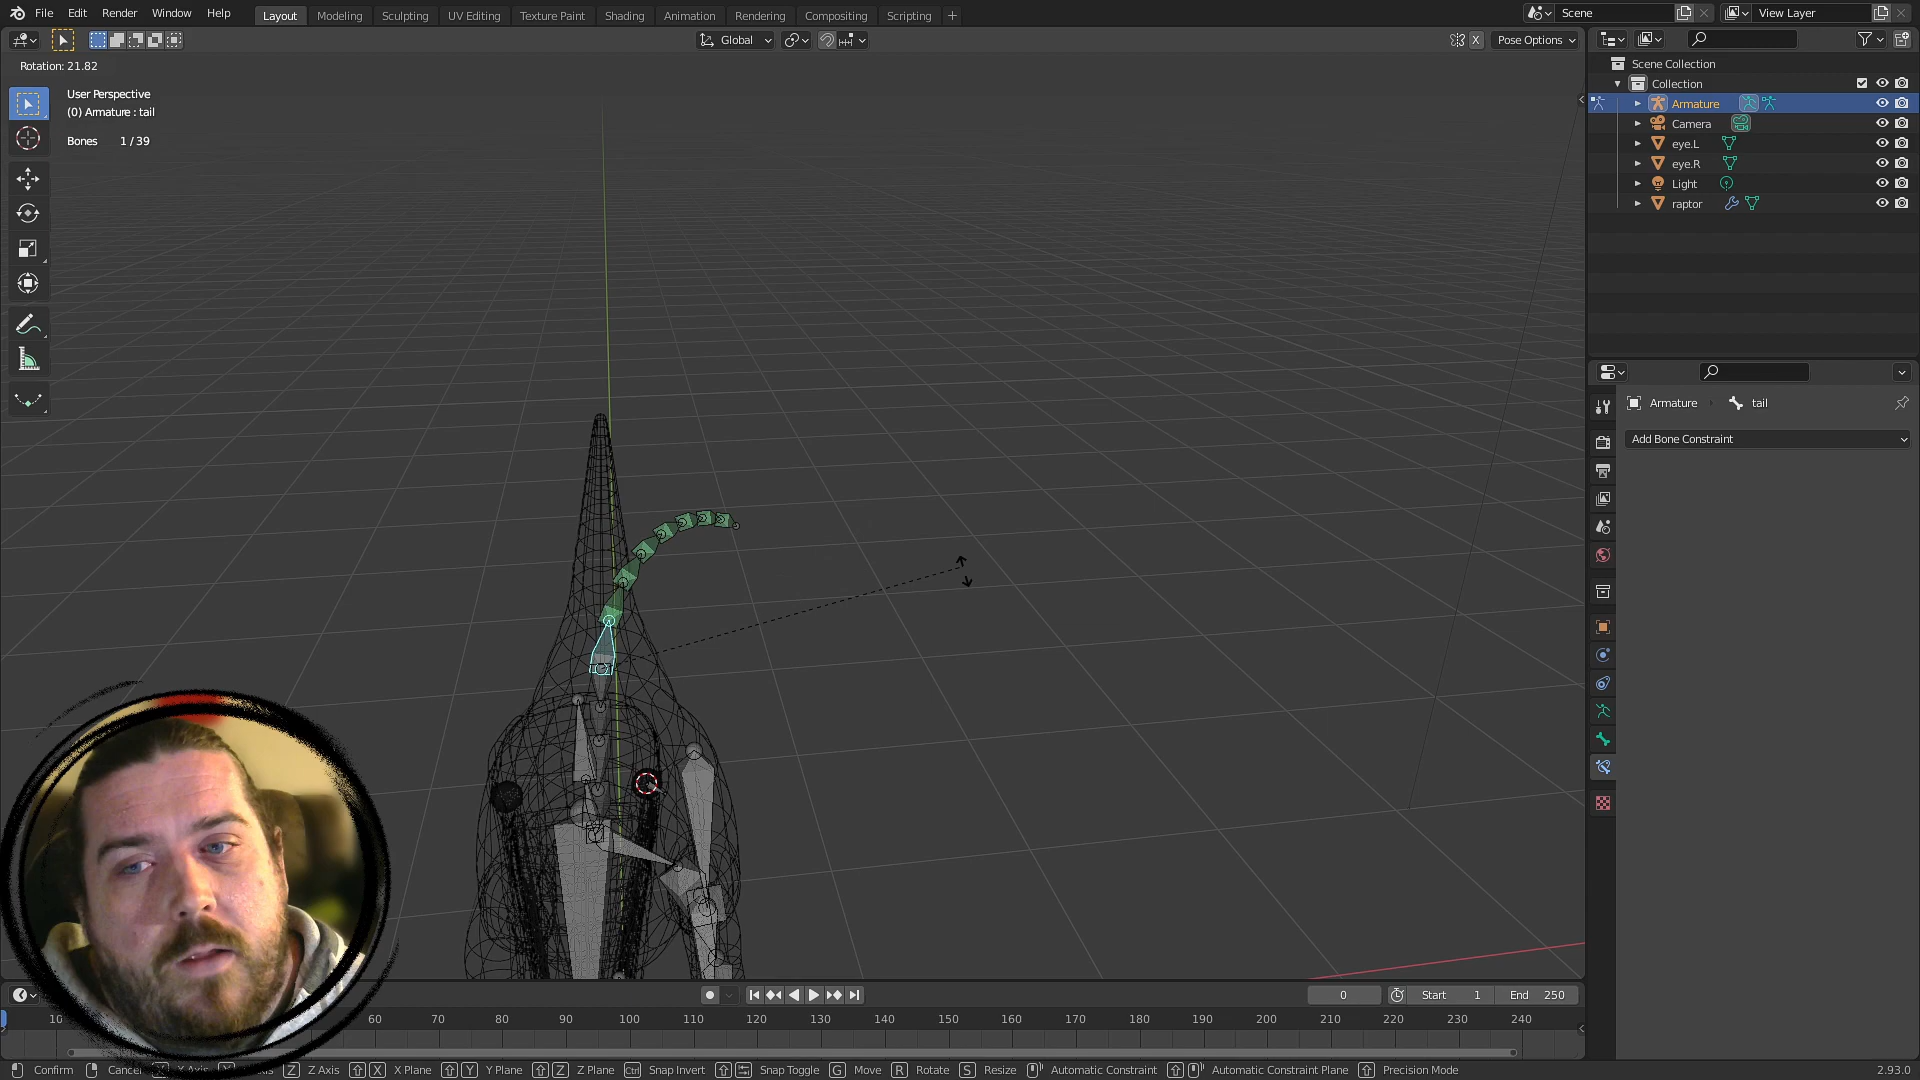 File Edit Render Window Help
Layout Modeling Sculpting UV Editing Texture Paint Shading Animation Rendering Compositing Scripting +
Scene
View Layer
Global
X
Pose Options
Rotation: 21.82
User Perspective
(0) Armature : tail
Bones 1 / 39
Scene Collection
Collection
Armature
Camera
eye.L
eye.R
Light
raptor
Armature tail
Add Bone Constraint
0 Start 1 End 250
10 60 70 80 90 100 110 120 130 140 150 160 170 180 190 200 210 220 230 240
Confirm Cancel X Axis Y Axis Z Z Axis X X Plane Y Y Plane Z Z Plane Ctrl Snap Invert Snap Toggle G Move R Rotate S Resize Automatic Constraint Automatic Constraint Plane Precision Mode 2.93.0